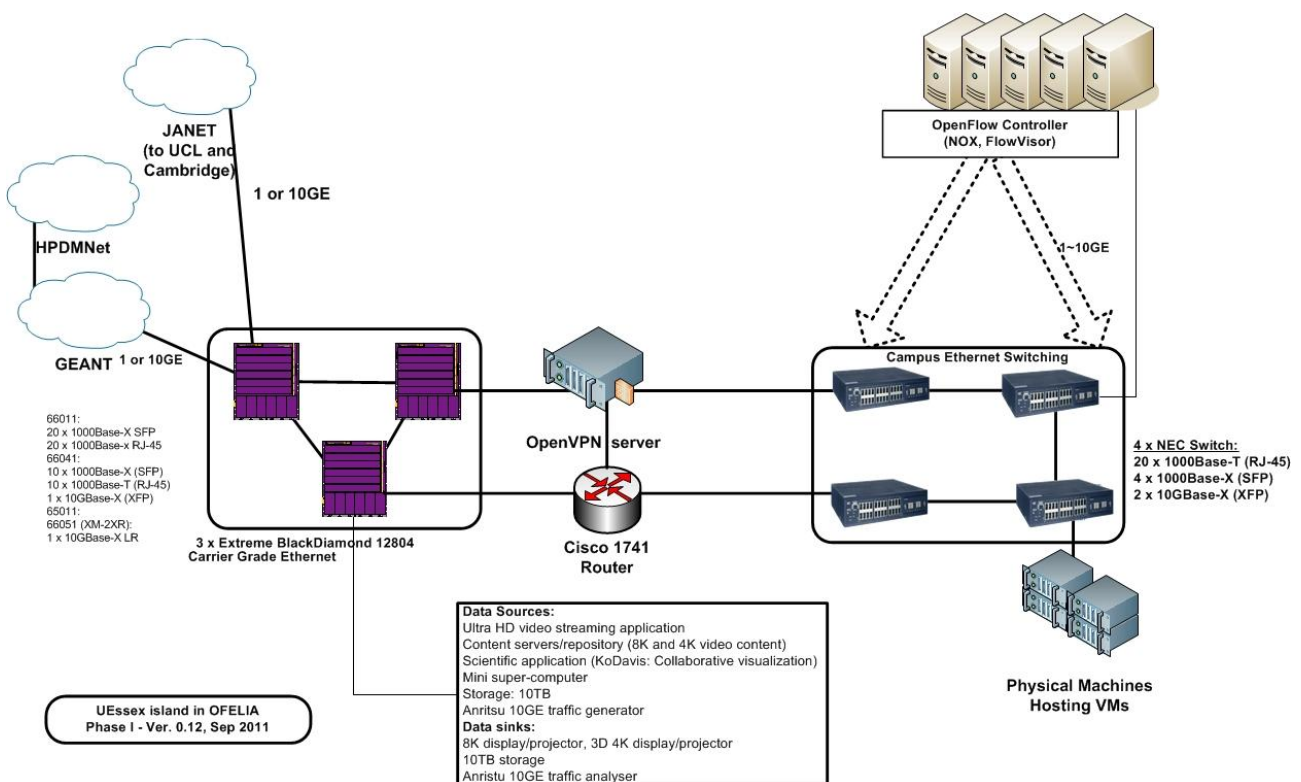 JANET
(to UCL and
Cambridge)
1 or 10GE
HPDMNet
GEANT
1 or 10GE
66011:
20 x 1000Base-X SFP
20 x 1000Base-x RJ-45
66041:
10 x 1000Base-X (SFP)
10 x 1000Base-T (RJ-45)
1 x 10GBase-X (XFP)
65011:
66051 (XM-2XR):
1 x 10GBase-X LR
3 x Extreme BlackDiamond 12804
Carrier Grade Ethernet
OpenVPN server
Cisco 1741
Router
OpenFlow Controller
(NOX, FlowVisor)
1~10GE
Campus Ethernet Switching
4 x NEC Switch:
20 x 1000Base-T (RJ-45)
4 x 1000Base-X (SFP)
2 x 10GBase-X (XFP)
Physical Machines
Hosting VMs
Data Sources:
Ultra HD video streaming application
Content servers/repository (8K and 4K video content)
Scientific application (KoDavis: Collaborative visualization)
Mini super-computer
Storage: 10TB
Anritsu 10GE traffic generator
Data sinks:
8K display/projector, 3D 4K display/projector
10TB storage
Anristu 10GE traffic analyser
UEssex island in OFELIA
Phase I - Ver. 0.12, Sep 2011